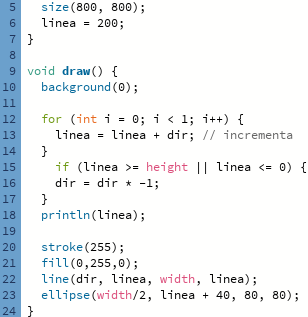 5 size(800, 800);
6 linea = 200;
7 }
8
9 void draw() {
10 background(0);
11
12 for (int i = 0; i < 1; i++) {
13 linea = linea + dir; // incrementa
14 }
15 if (linea >= height || linea <= 0) {
16 dir = dir * -1;
17 }
18 println(linea);
19
20 stroke(255);
21 fill(0,255,0);
22 line(dir, linea, width, linea);
23 ellipse(width/2, linea + 40, 80, 80);
24 }